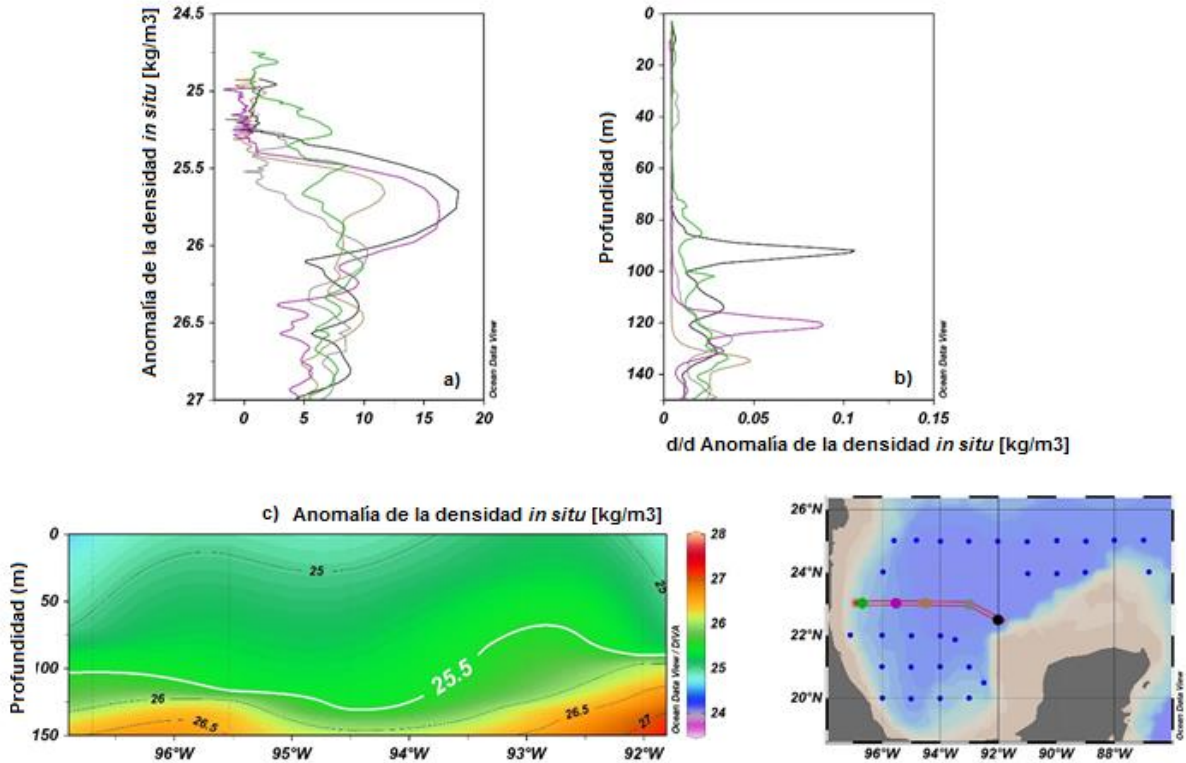 Anomalía de la densidad in situ [kg/m3]
24.5
25
25.5
26
26.5
27
0
5
10
15
20
a)
Ocean Data View
Profundidad (m)
0
20
40
60
80
100
120
140
0
0.05
0.1
0.15
b)
Ocean Data View
d/d Anomalía de la densidad in situ [kg/m3]
c) Anomalía de la densidad in situ [kg/m3]
Profundidad (m)
0
50
100
150
25
25
25.5
26
26.5
26.5
27
96°W
95°W
94°W
93°W
92°W
28
27
26
25
24
Ocean Data View / DIVA
26°N
24°N
22°N
20°N
96°W
94°W
92°W
90°W
88°W
Ocean Data View